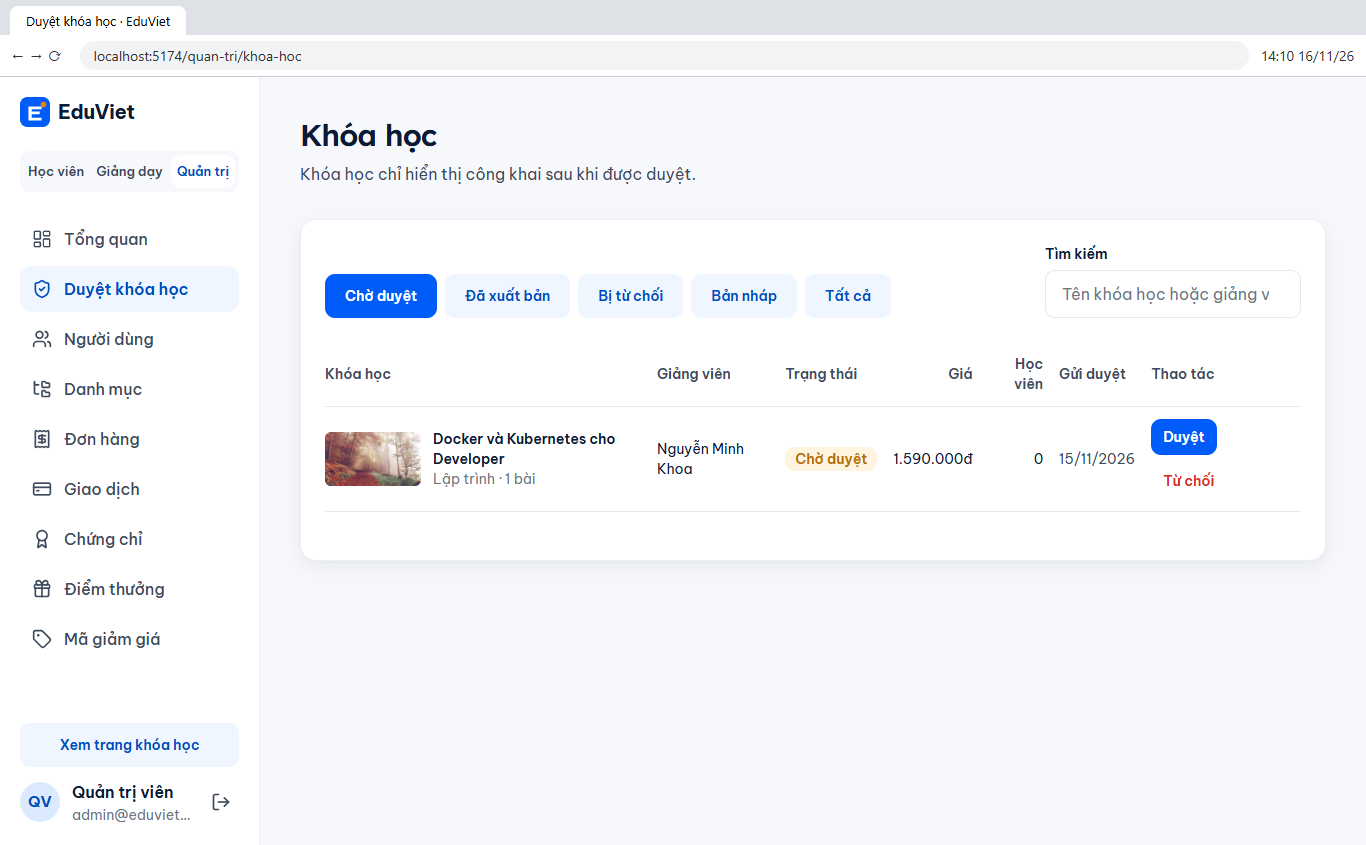 Duyệt khóa học · EduViet
localhost:5174/quan-tri/khoa-hoc
14:10 16/11/26
EduViet
Học viên Giảng dạy Quản trị
Tổng quan
Duyệt khóa học
Người dùng
Danh mục
Đơn hàng
Giao dịch
Chứng chỉ
Điểm thưởng
Mã giảm giá
Xem trang khóa học
QV
Quản trị viên
admin@eduviet...
Khóa học
Khóa học chỉ hiển thị công khai sau khi được duyệt.
Tìm kiếm
Tên khóa học hoặc giảng v
Chờ duyệt Đã xuất bản Bị từ chối Bản nháp Tất cả
Khóa học Giảng viên Trạng thái Giá Học viên Gửi duyệt Thao tác
Docker và Kubernetes cho
Developer
Lập trình · 1 bài
Nguyễn Minh
Khoa
Chờ duyệt
1.590.000đ
0
15/11/2026
Duyệt
Từ chối